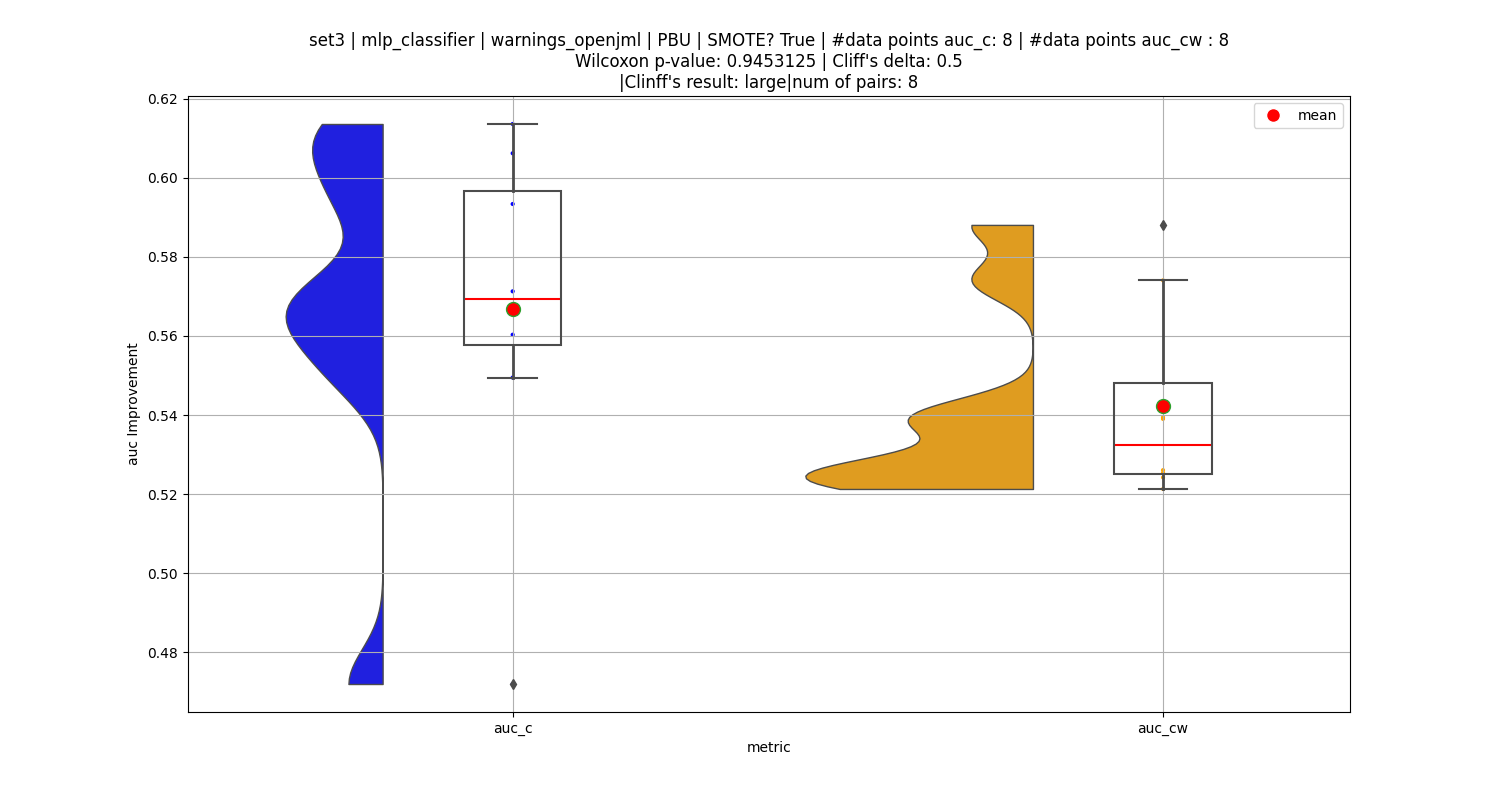 set3 | mlp_classifier | warnings_openjml | PBU | SMOTE? True | #data points auc_c: 8 | #data points auc_cw : 8
Wilcoxon p-value: 0.9453125 | Cliff's delta: 0.5
|Clinff's result: large|num of pairs: 8
mean
0.62
0.60
0.58
0.56
0.54
0.52
0.50
0.48
auc Improvement
auc_c
auc_cw
metric